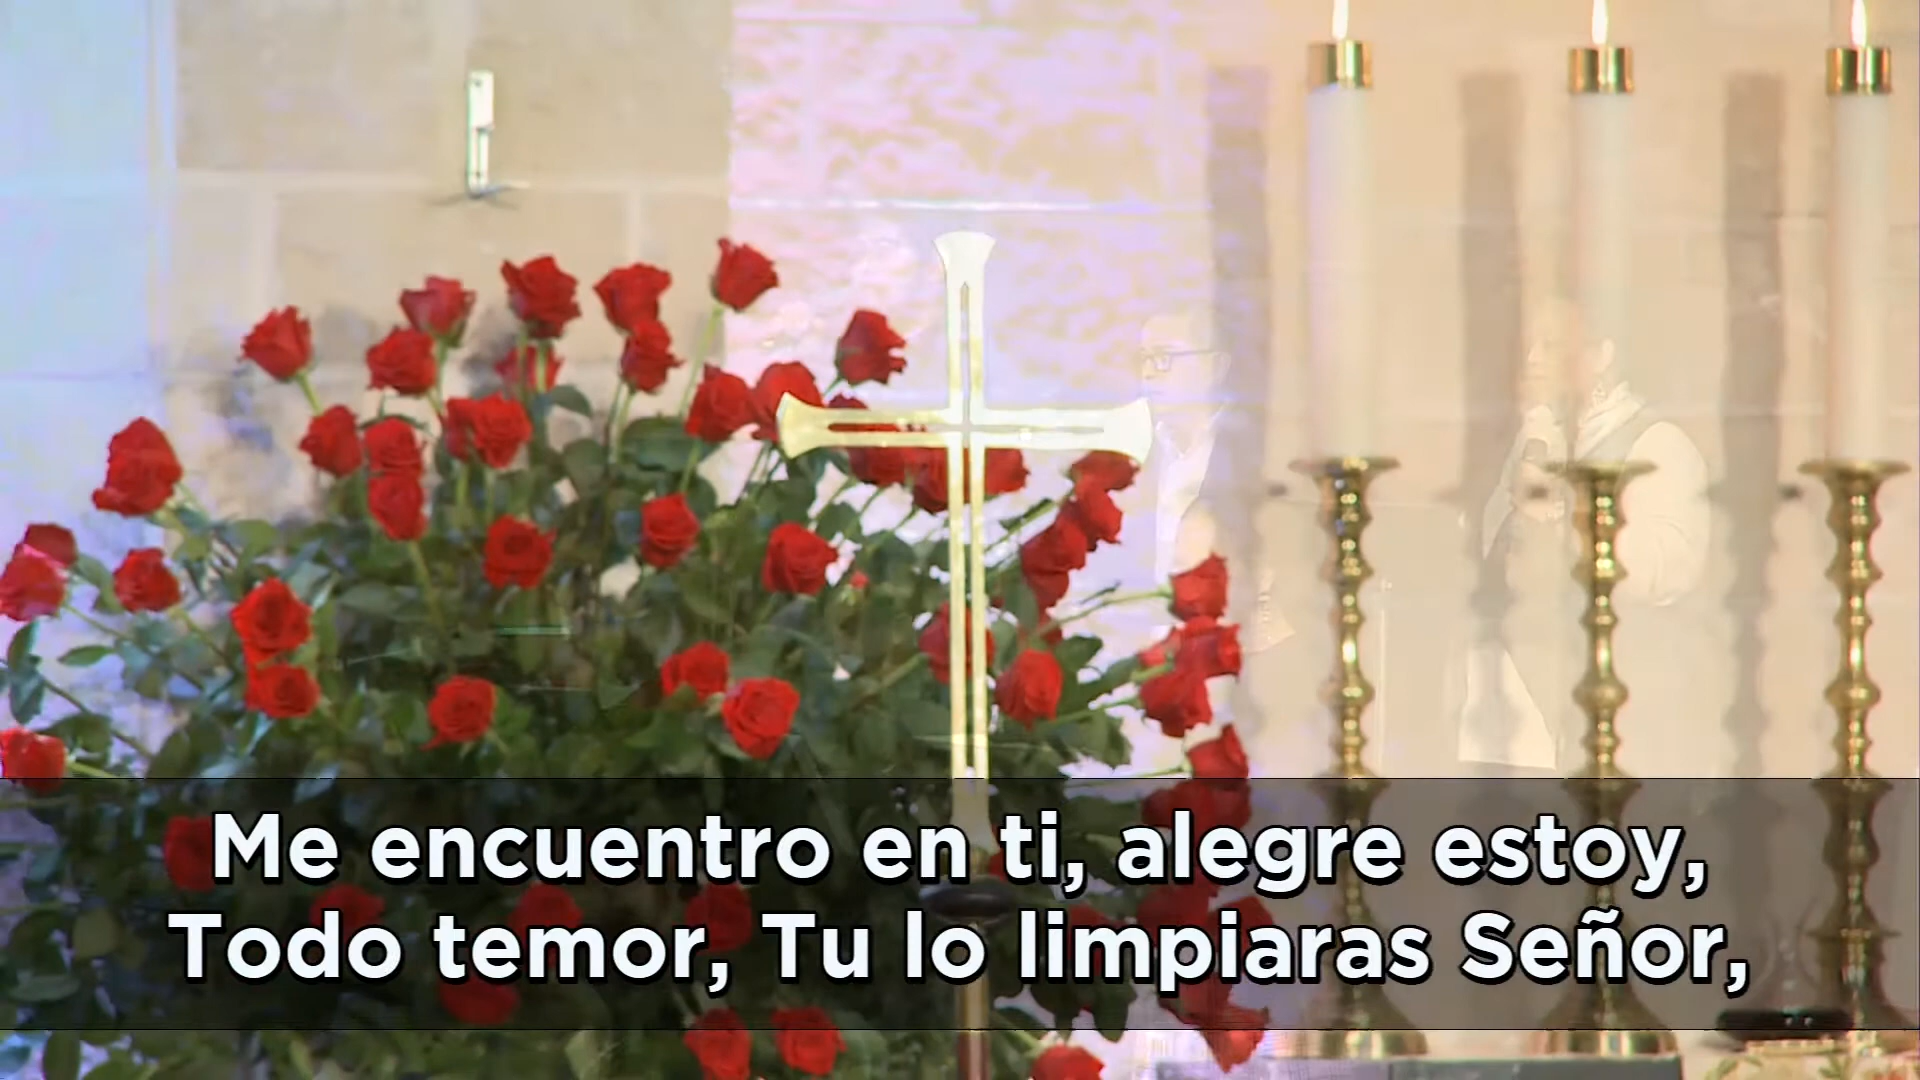 Me encuentro en ti, alegre estoy,
Todo temor, Tu lo limpiaras Señor,